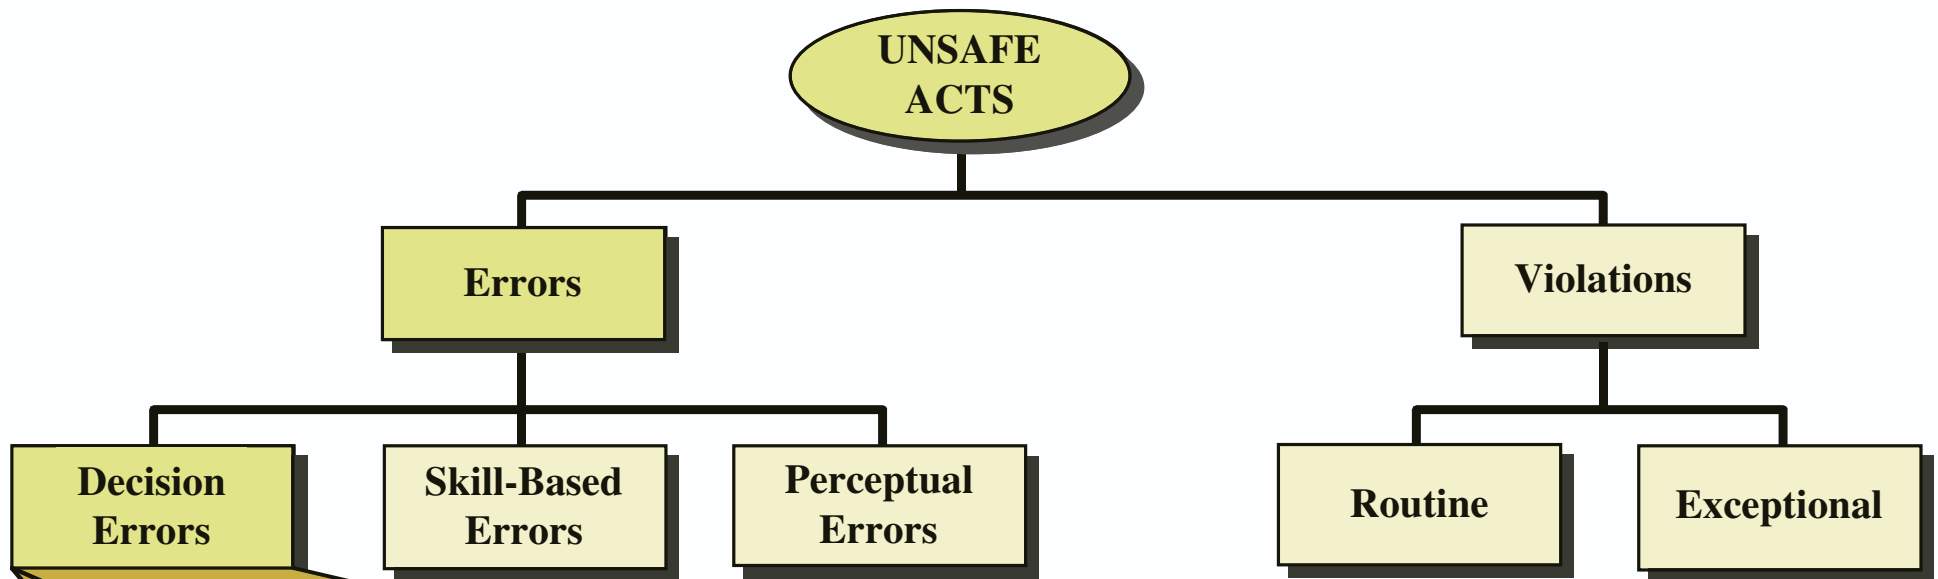 UNSAFE
ACTS
Errors
Violations
Decision
Errors
Skill-Based
Errors
Perceptual
Errors
Routine
Exceptional